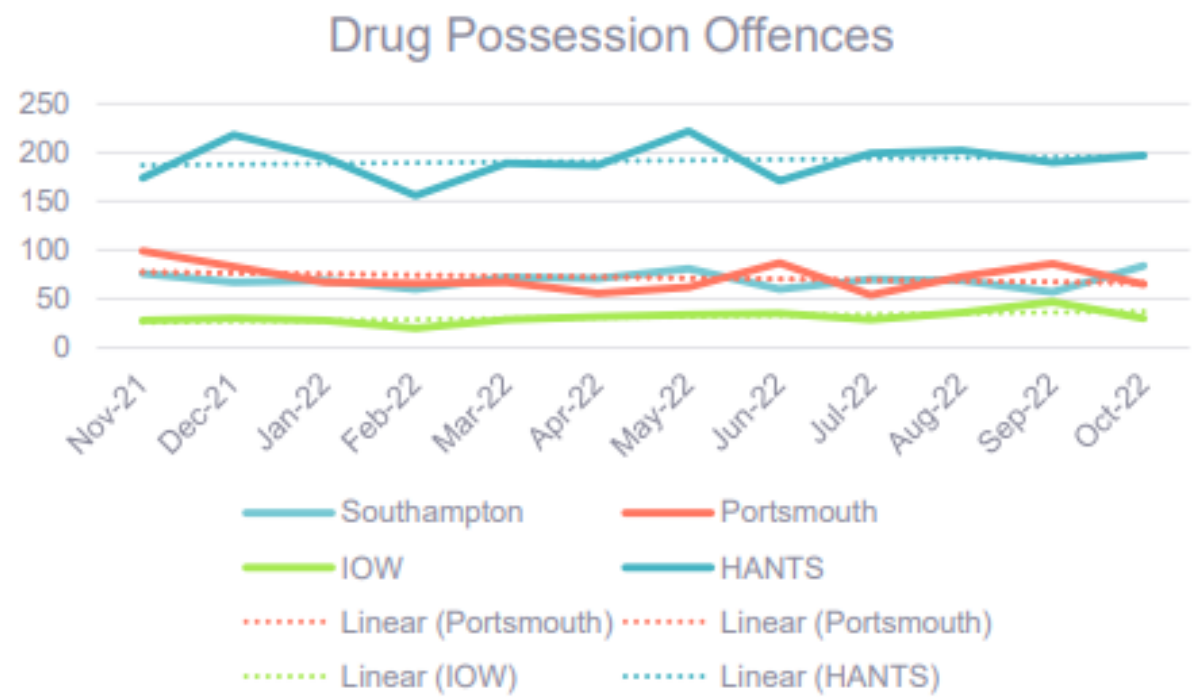 Drug Possession Offences
250
200
150
100
50
0
Nov-21 Dec-21 Jan-22 Feb-22 Mar-22 Apr-22 May-22 Jun-22 Jul-22 Aug-22 Sep-22 Oct-22
Southampton Portsmouth
IOW HANTS
Linear (Portsmouth) Linear (Portsmouth)
Linear (IOW) Linear (HANTS)